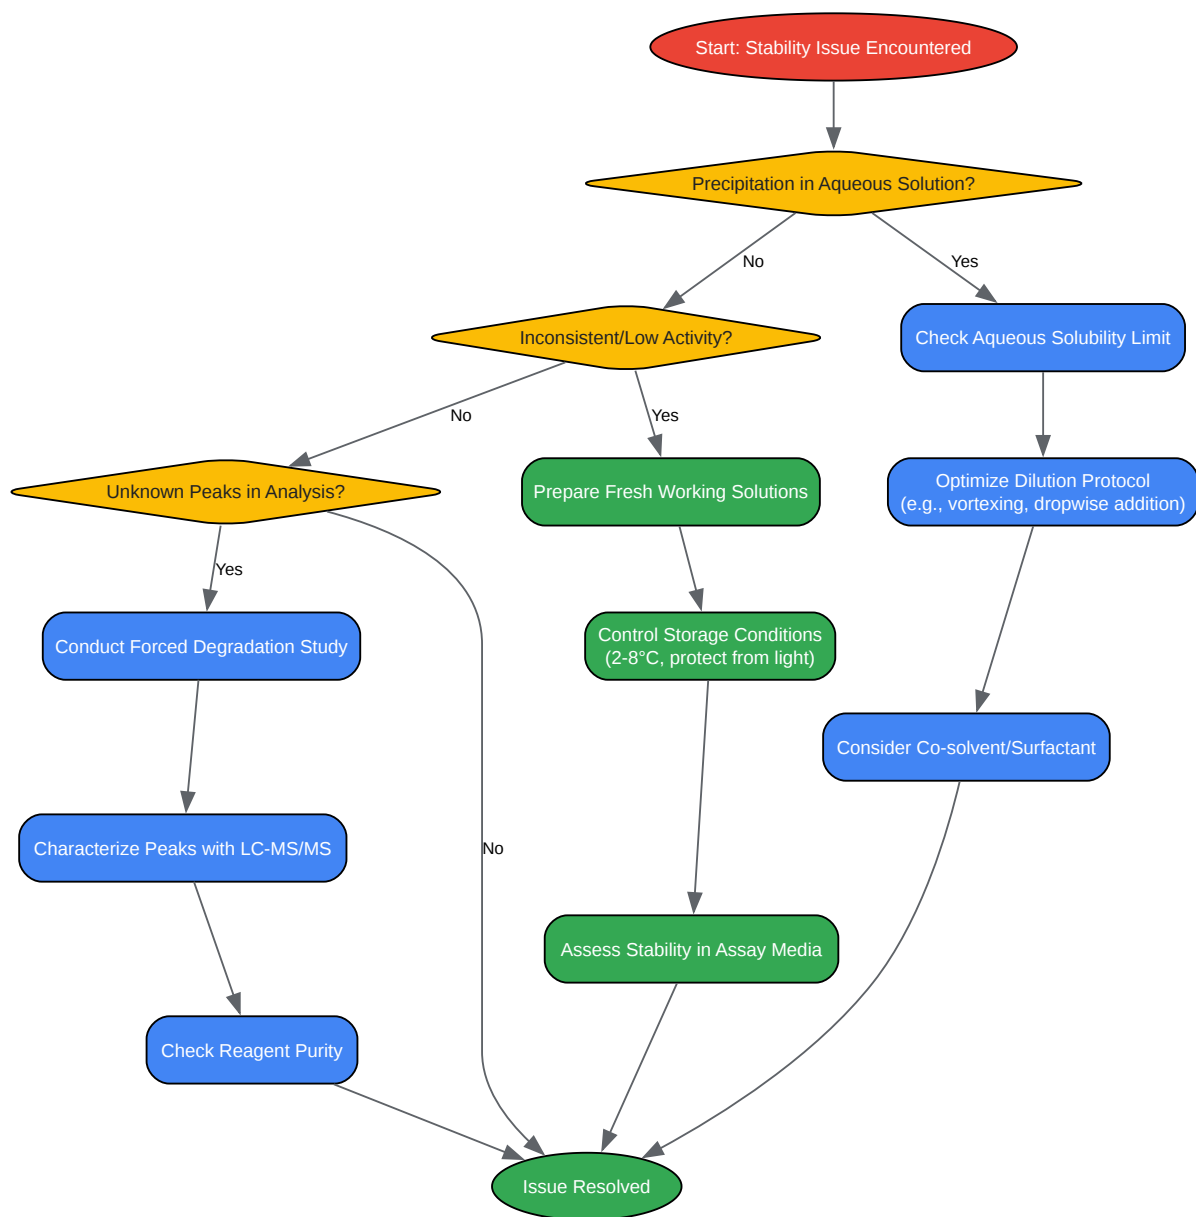 Start: Stability Issue Encountered
Precipitation in Aqueous Solution?
No
Yes
Inconsistent/Low Activity?
Check Aqueous Solubility Limit
No
Yes
Unknown Peaks in Analysis?
Prepare Fresh Working Solutions
Optimize Dilution Protocol
(e.g., vortexing, dropwise addition)
Yes
Conduct Forced Degradation Study
Control Storage Conditions
(2-8°C, protect from light)
Consider Co-solvent/Surfactant
Characterize Peaks with LC-MS/MS
No
Assess Stability in Assay Media
Check Reagent Purity
Issue Resolved